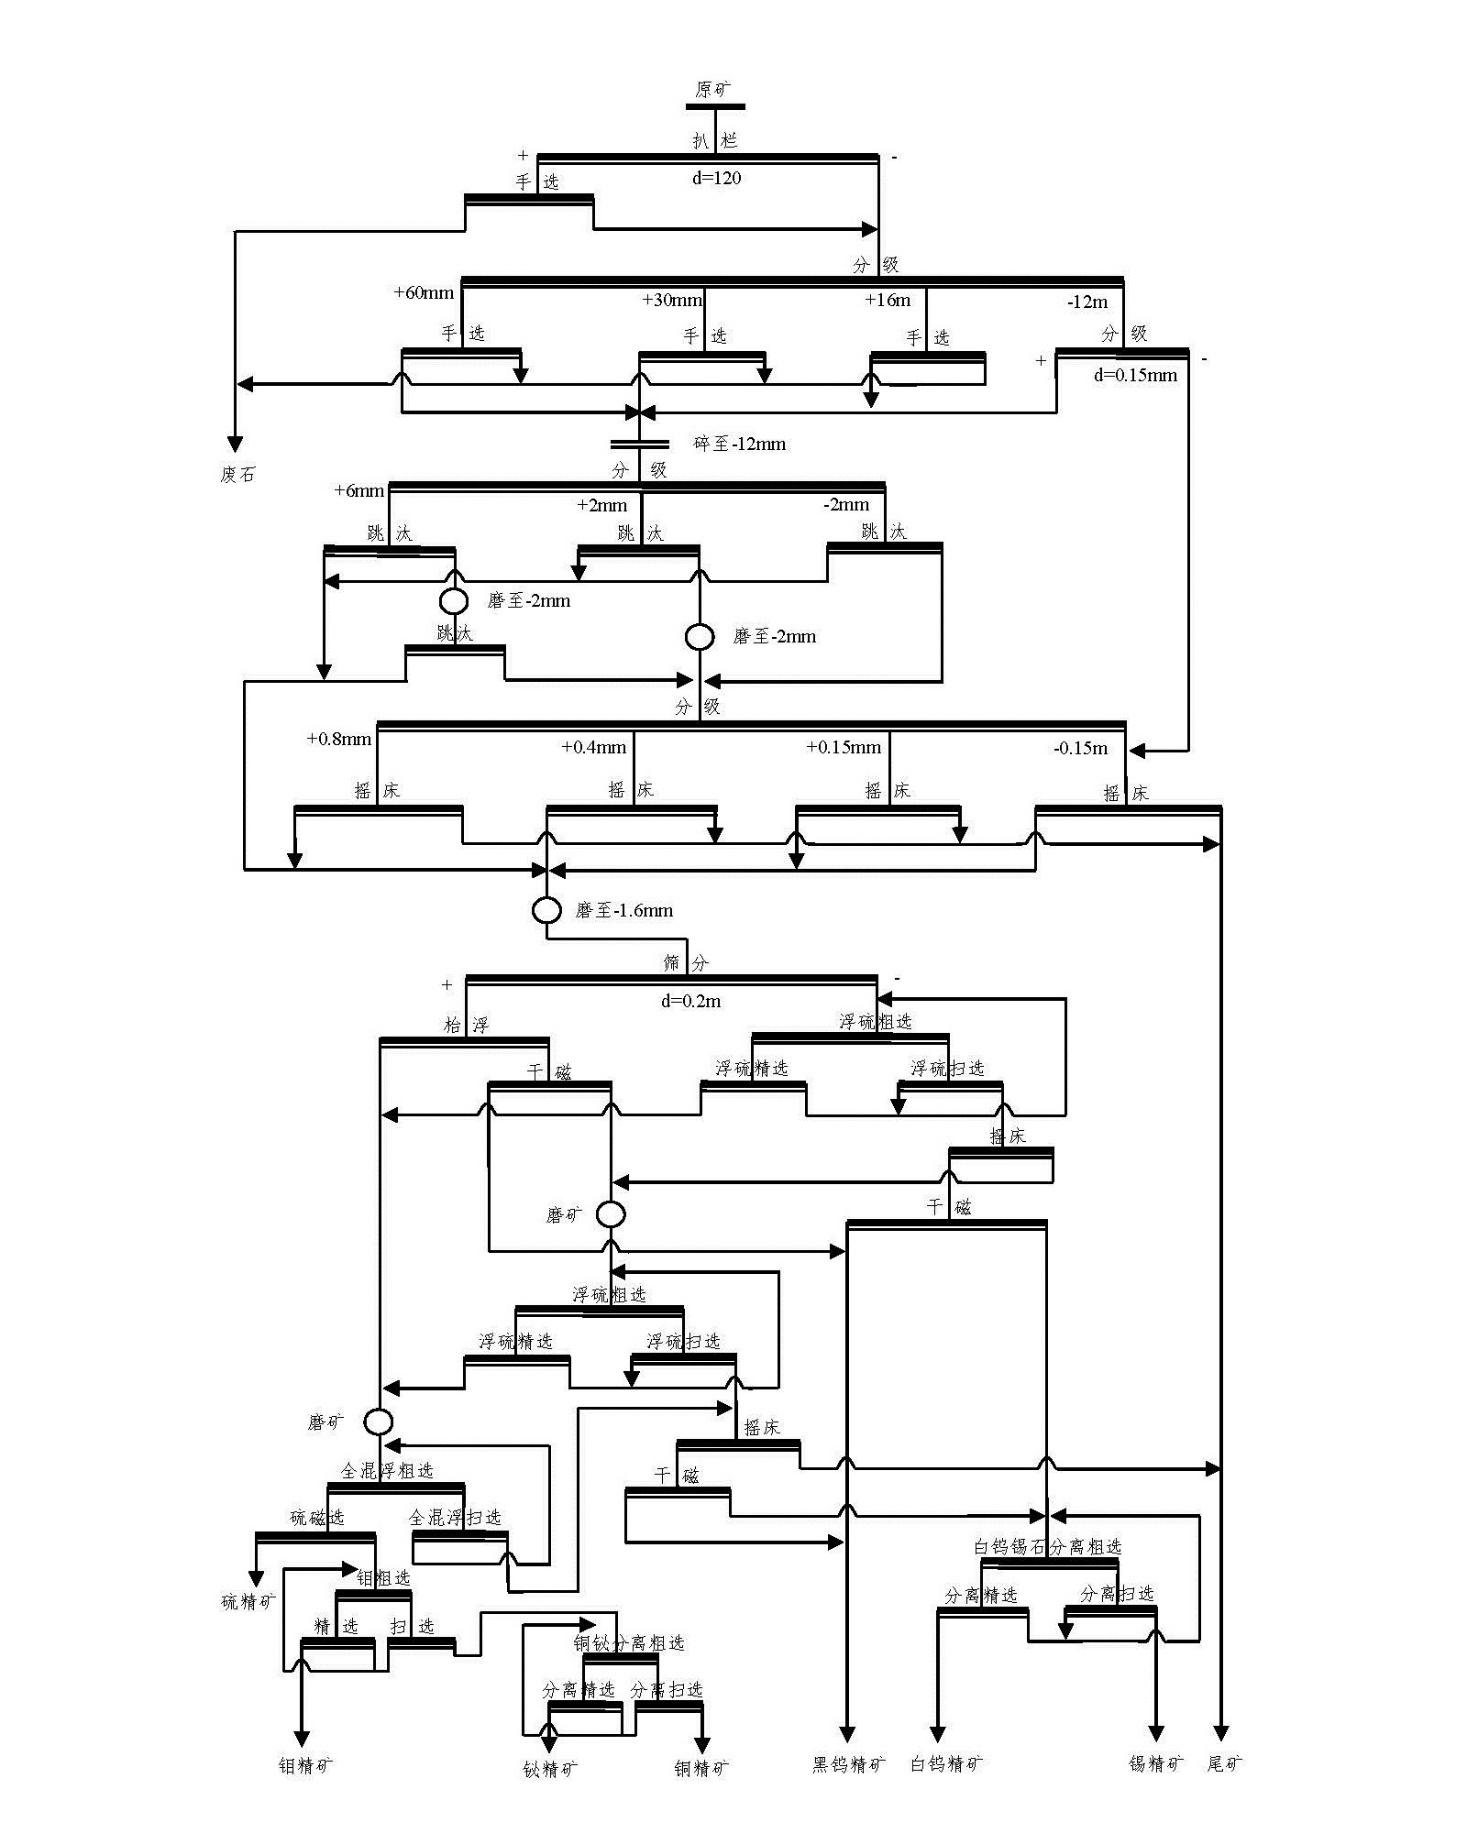 原矿
扒 栏
+ -
d=120
手 选
分 级
+60mm +30mm +16m -12m
手 选 手 选 手 选 分 级
+ -
d=0.15mm
碎至-12mm
废石
分 级
+6mm +2mm -2mm
跳 汰 跳 汰 跳 汰
磨至-2mm
跳汰 磨至-2mm
分 级
+0.8mm +0.4mm +0.15mm -0.15m
摇 床 摇 床 摇 床 摇 床
磨至-1.6mm
筛 分
+ -
d=0.2m
枱 浮 浮硫粗选
干 磁 浮硫精选 浮硫扫选
摇床
磨矿 干 磁
浮硫粗选
浮硫精选 浮硫扫选
磨矿 摇床
全混浮粗选 干 磁
硫磁选 全混浮扫选
白钨锡石分离粗选
硫精矿 钼粗选 分离精选 分离扫选
精 选 扫 选
铜铋分离粗选
分离精选 分离扫选
钼精矿 铋精矿 铜精矿 黑钨精矿 白钨精矿 锡精矿 尾矿